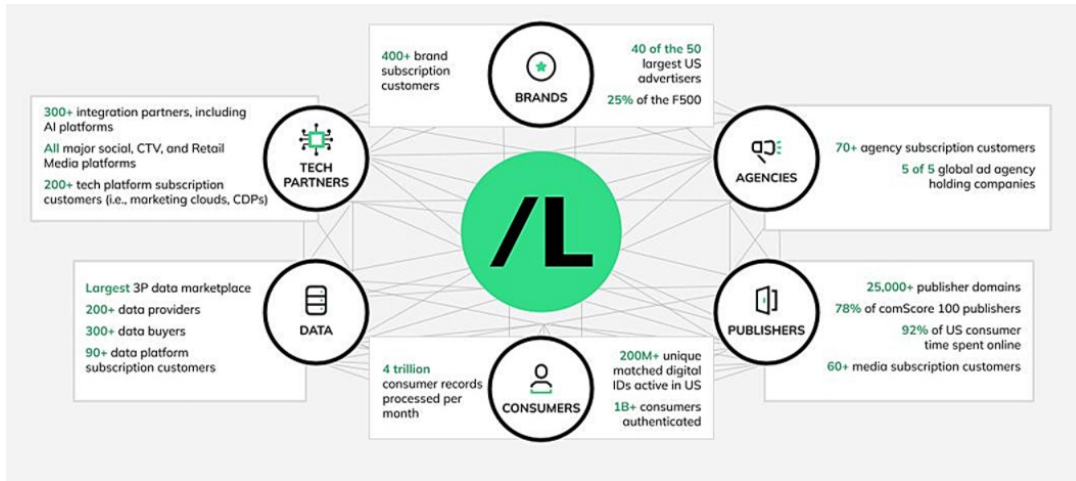 400+ brand
subscription
customers
BRANDS
40 of the 50
largest US
advertisers
25% of the F500
300+ integration partners, including
AI platforms
All major social, CTV, and Retail
Media platforms
200+ tech platform subscription
customers (i.e., marketing clouds, CDPs)
TECH
PARTNERS
AGENCIES
70+ agency subscription customers
5 of 5 global ad agency
holding companies
/L
Largest 3P data marketplace
200+ data providers
300+ data buyers
90+ data platform
subscription customers
DATA
PUBLISHERS
25,000+ publisher domains
78% of comScore 100 publishers
92% of US consumer
time spent online
60+ media subscription customers
4 trillion
consumer records
processed per
month
CONSUMERS
200M+ unique
matched digital
IDs active in US
1B+ consumers
authenticated